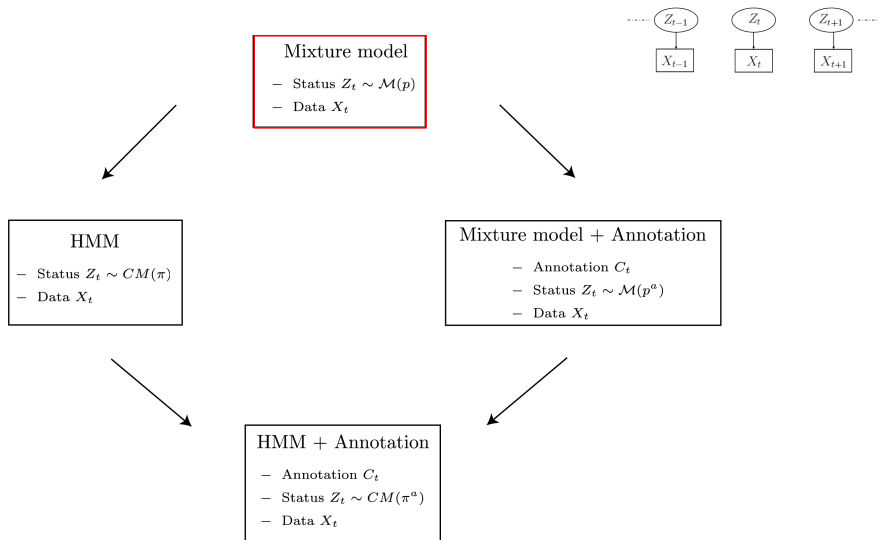 Z_{t−1} Z_t Z_{t+1}
X_{t−1} X_t X_{t+1}
Mixture model
– Status Z_t ∼ M(p)
– Data X_t
HMM
– Status Z_t ∼ CM(π)
– Data X_t
Mixture model + Annotation
– Annotation C_t
– Status Z_t ∼ M(p^a)
– Data X_t
HMM + Annotation
– Annotation C_t
– Status Z_t ∼ CM(π^a)
– Data X_t